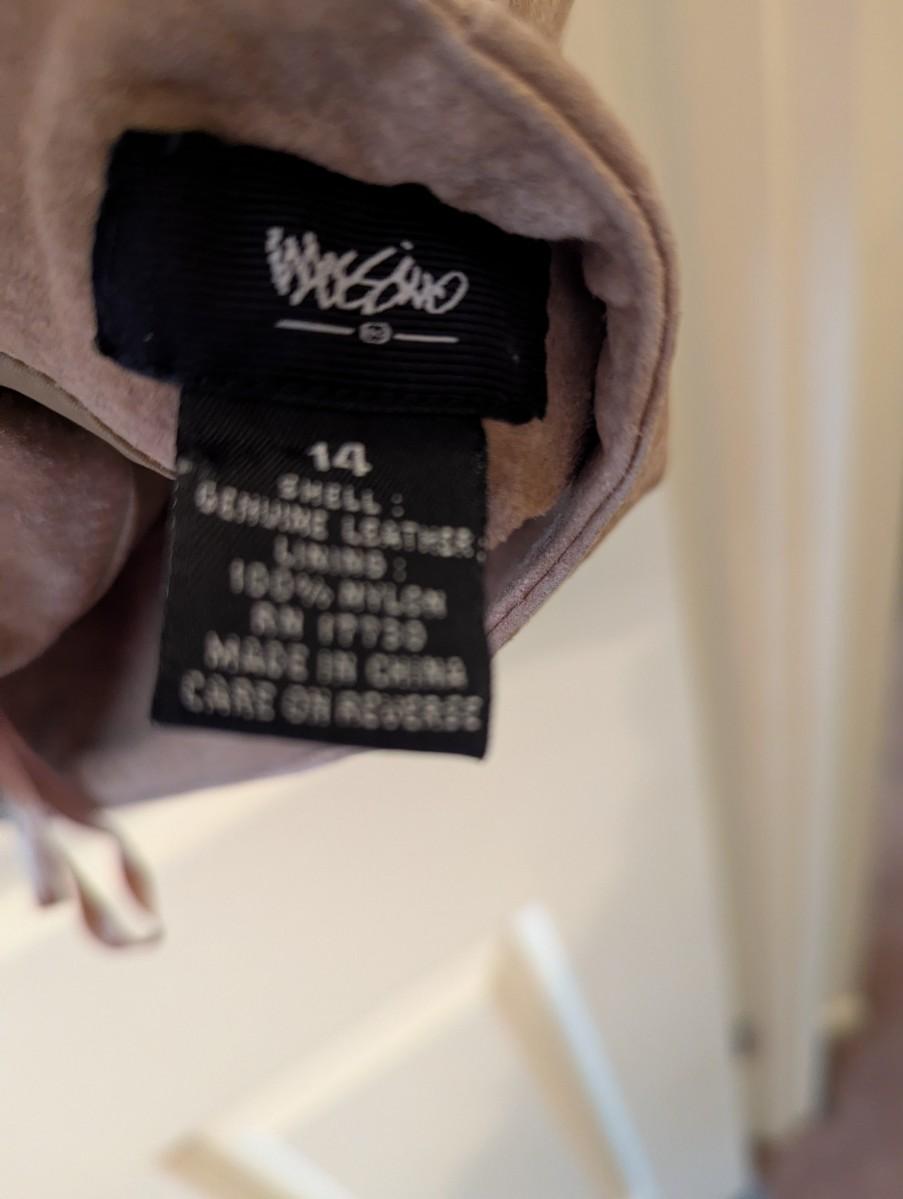 Mossimo
14
SHELL:
GENUINE LEATHER;
LINING:
100% NYLON
RN 17730
MADE IN CHINA
CARE ON REVERSE